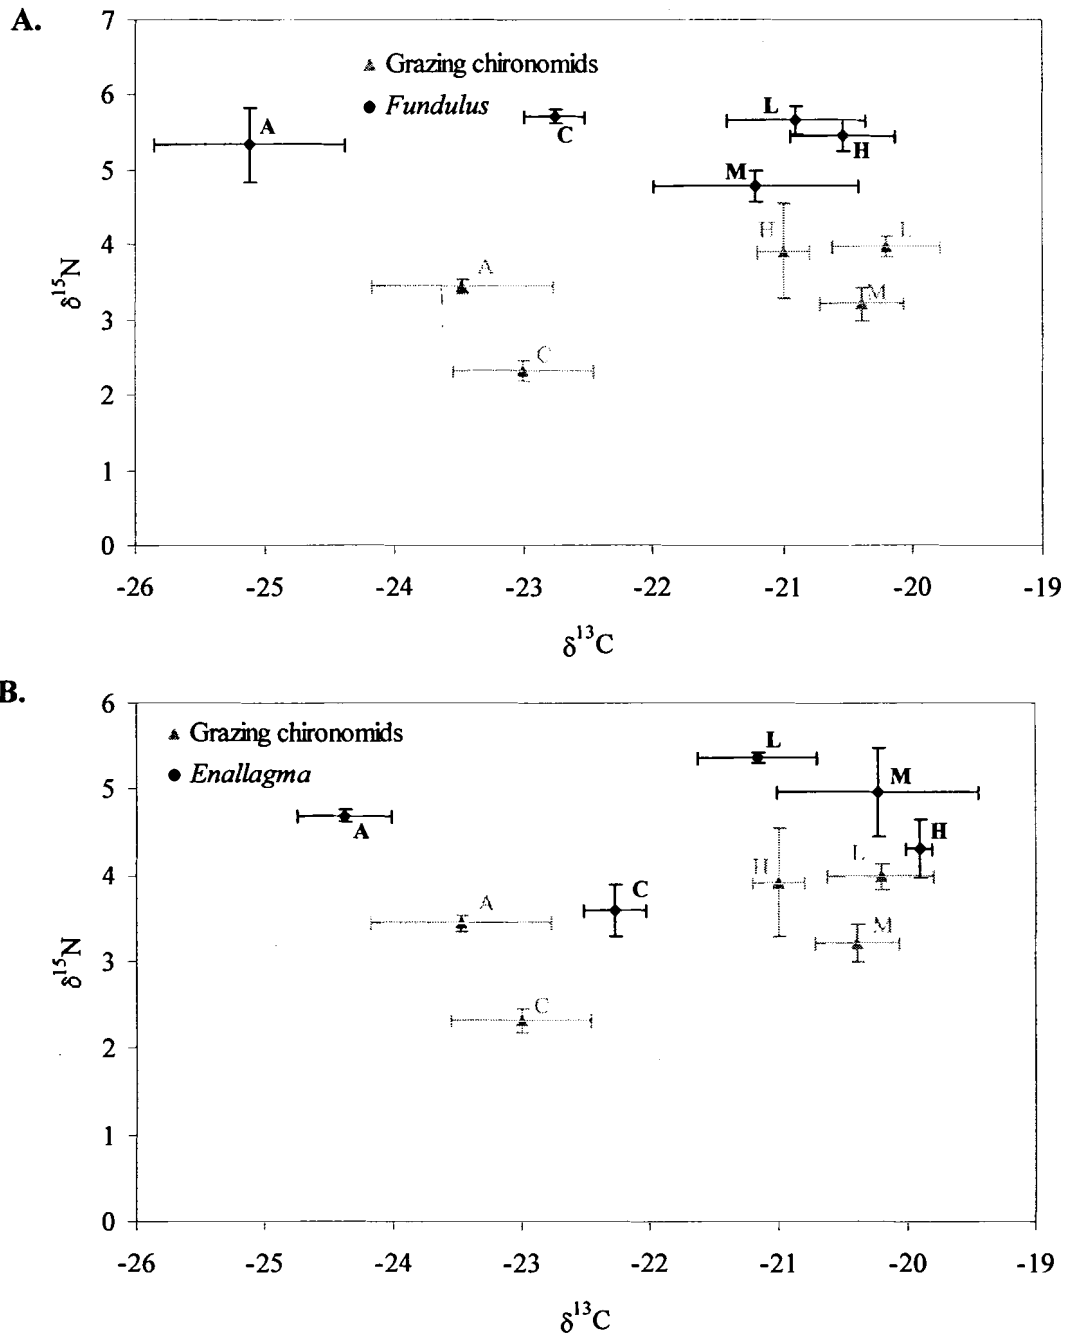 A.
7
Grazing chironomids
Fundulus
6
5
4
3
2
1
0
A
C
L
H
M
H
L
A
M
C
δ15N
-26 -25 -24 -23 -22 -21 -20 -19
δ13C
B.
6
Grazing chironomids
Enallagma
5
4
3
2
1
0
L
M
A
H
L
H
C
A
M
C
δ15N
-26 -25 -24 -23 -22 -21 -20 -19
δ13C